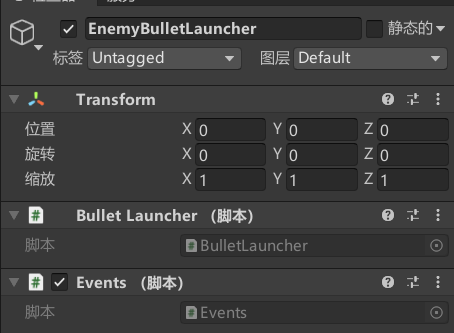 EnemyBulletLauncher 静态的
标签 Untagged 图层 Default
Transform
位置 X 0 Y 0 Z 0
旋转 X 0 Y 0 Z 0
缩放 X 1 Y 1 Z 1
# Bullet Launcher （脚本）
脚本 # BulletLauncher
# Events （脚本）
脚本 # Events